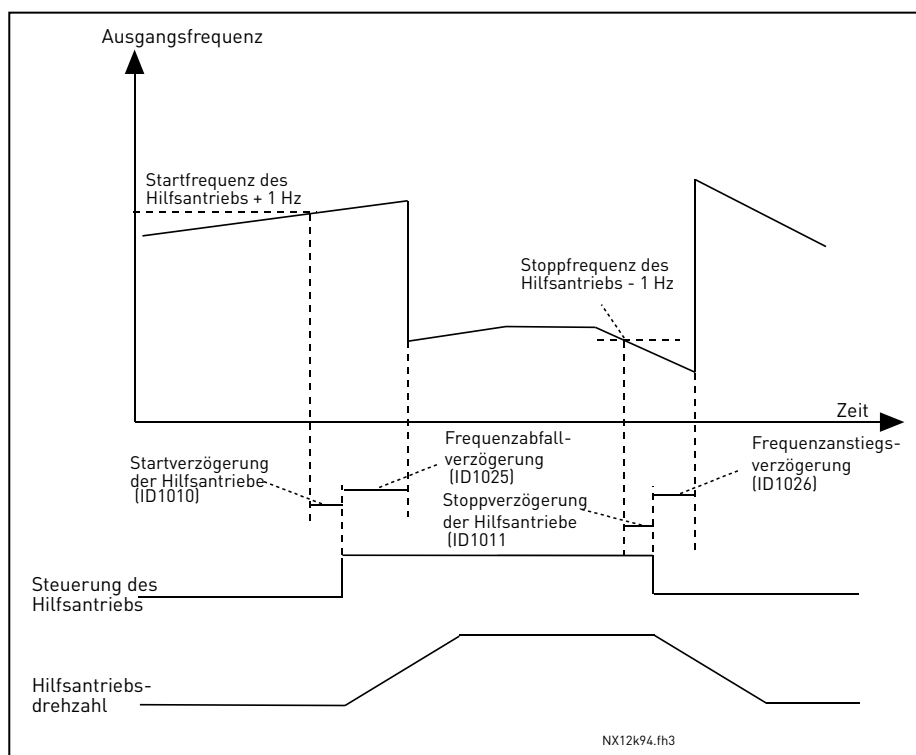 Ausgangsfrequenz
Startfrequenz des
Hilfsantriebs + 1 Hz
Stoppfrequenz des
Hilfsantriebs - 1 Hz
Zeit
Startverzögerung
der Hilfsantriebe
(ID1010)
Frequenzabfall-
verzögerung
(ID1025)
Stoppverzögerung
der Hilfsantriebe
(ID1011
Frequenzanstiegs-
verzögerung
(ID1026)
Steuerung des
Hilfsantriebs
Hilfsantriebs-
drehzahl
NX12k94.fh3